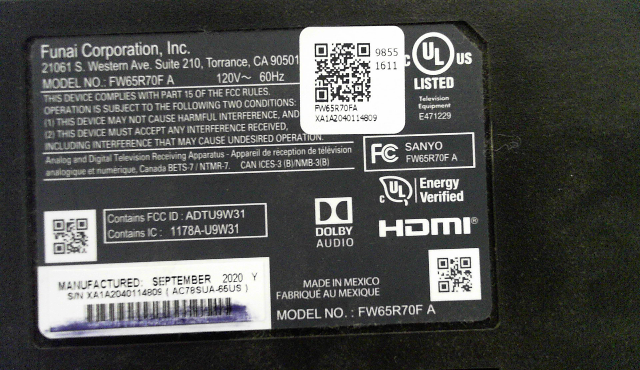 Funai Corporation, Inc.
21061 S. Western Ave. Suite 210, Torrance, CA 90501
MODEL NO.: FW65R70F A 120V~ 60Hz
THIS DEVICE COMPLIES WITH PART 15 OF THE FCC RULES.
OPERATION IS SUBJECT TO THE FOLLOWING TWO CONDITIONS:
(1) THIS DEVICE MAY NOT CAUSE HARMFUL INTERFERENCE, AND
(2) THIS DEVICE MUST ACCEPT ANY INTERFERENCE RECEIVED,
INCLUDING INTERFERENCE THAT MAY CAUSE UNDESIRED OPERATION.
Analog and Digital Television Receiving Apparatus - Appareil de réception de télévision
analogique et numérique, Canada BETS-7 / NTMR-7. CAN ICES-3 (B)/NMB-3(B)
9855
1611
FW65R70FA
XA1A2040114809
C UL US
LISTED
Television
Equipment
E471229
FC SANYO
FW65R70F A
C UL Energy
Verified
Contains FCC ID : ADTU9W31
Contains IC : 1178A-U9W31
DOLBY
AUDIO
HDMI®
MANUFACTURED: SEPTEMBER 2020 Y
S/N XA1A2040114809 ( AC78SUA-65US )
MADE IN MEXICO
FABRIQUÉ AU MEXIQUE
MODEL NO. : FW65R70F A